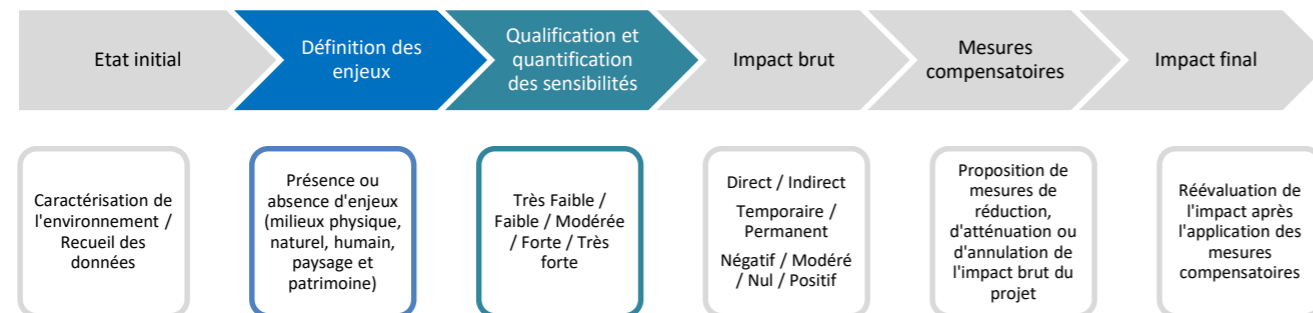 Etat initial
Définition des
enjeux
Qualification et
quantification
des sensibilités
Impact brut
Mesures
compensatoires
Impact final
Caractérisation de
l'environnement /
Recueil des
données
Présence ou
absence d'enjeux
(milieux physique,
naturel, humain,
paysage et
patrimoine)
Très Faible /
Faible / Modérée
/ Forte / Très
forte
Direct / Indirect
Temporaire /
Permanent
Négatif / Modéré
/ Nul / Positif
Proposition de
mesures de
réduction,
d'atténuation ou
d'annulation de
l'impact brut du
projet
Réévaluation de
l'impact après
l'application des
mesures
compensatoires